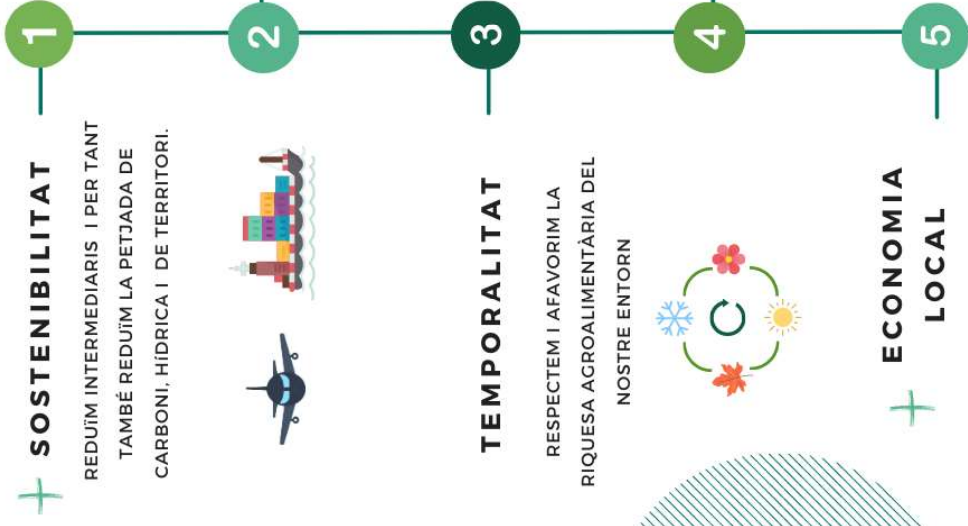 1
SOSTENIBILITAT
REDUÏM INTERMEDIARIS I PER TANT
TAMBÉ REDUÏM LA PETJADA DE
CARBONI, HÍDRICA I DE TERRITORI.
2
3
TEMPORALITAT
RESPECTEM I AFAVORIM LA
RIQUESA AGROALIMENTÀRIA DEL
NOSTRE ENTORN
4
5
ECONOMIA
LOCAL